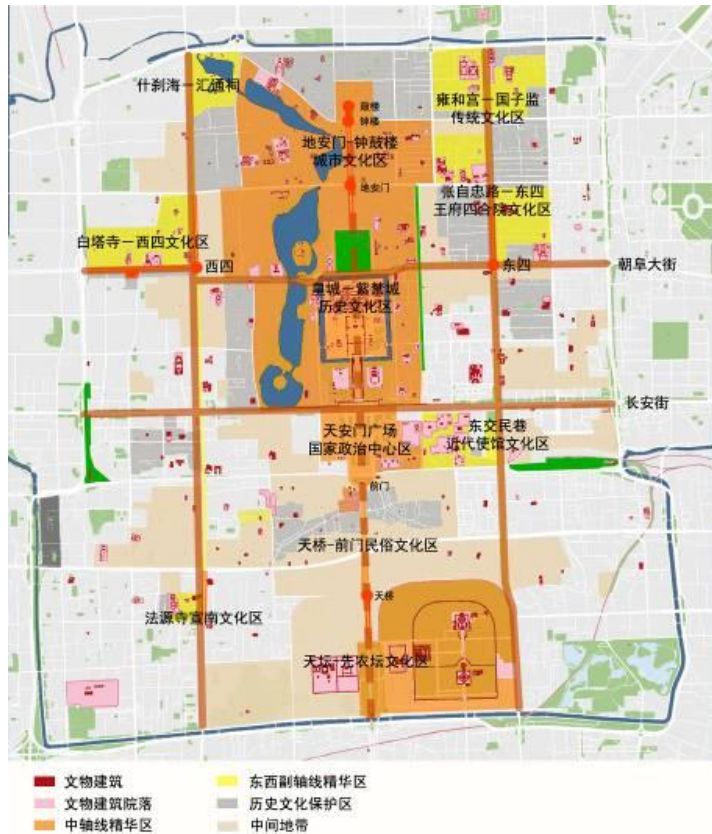 什刹海－汇通祠
鼓楼
钟楼
雍和宫－国子监
传统文化区
地安门-钟鼓楼
城市文化区
地安门
张自忠路－东四
王府四合院文化区
白塔寺－西四文化区
西四
东四
朝阜大街
皇城－紫禁城
历史文化区
长安街
天安门广场
国家政治中心区
东交民巷
近代使馆文化区
前门
天桥-前门民俗文化区
天桥
法源寺宣南文化区
天坛-先农坛文化区
文物建筑
东西副轴线精华区
文物建筑院落
历史文化保护区
中轴线精华区
中间地带